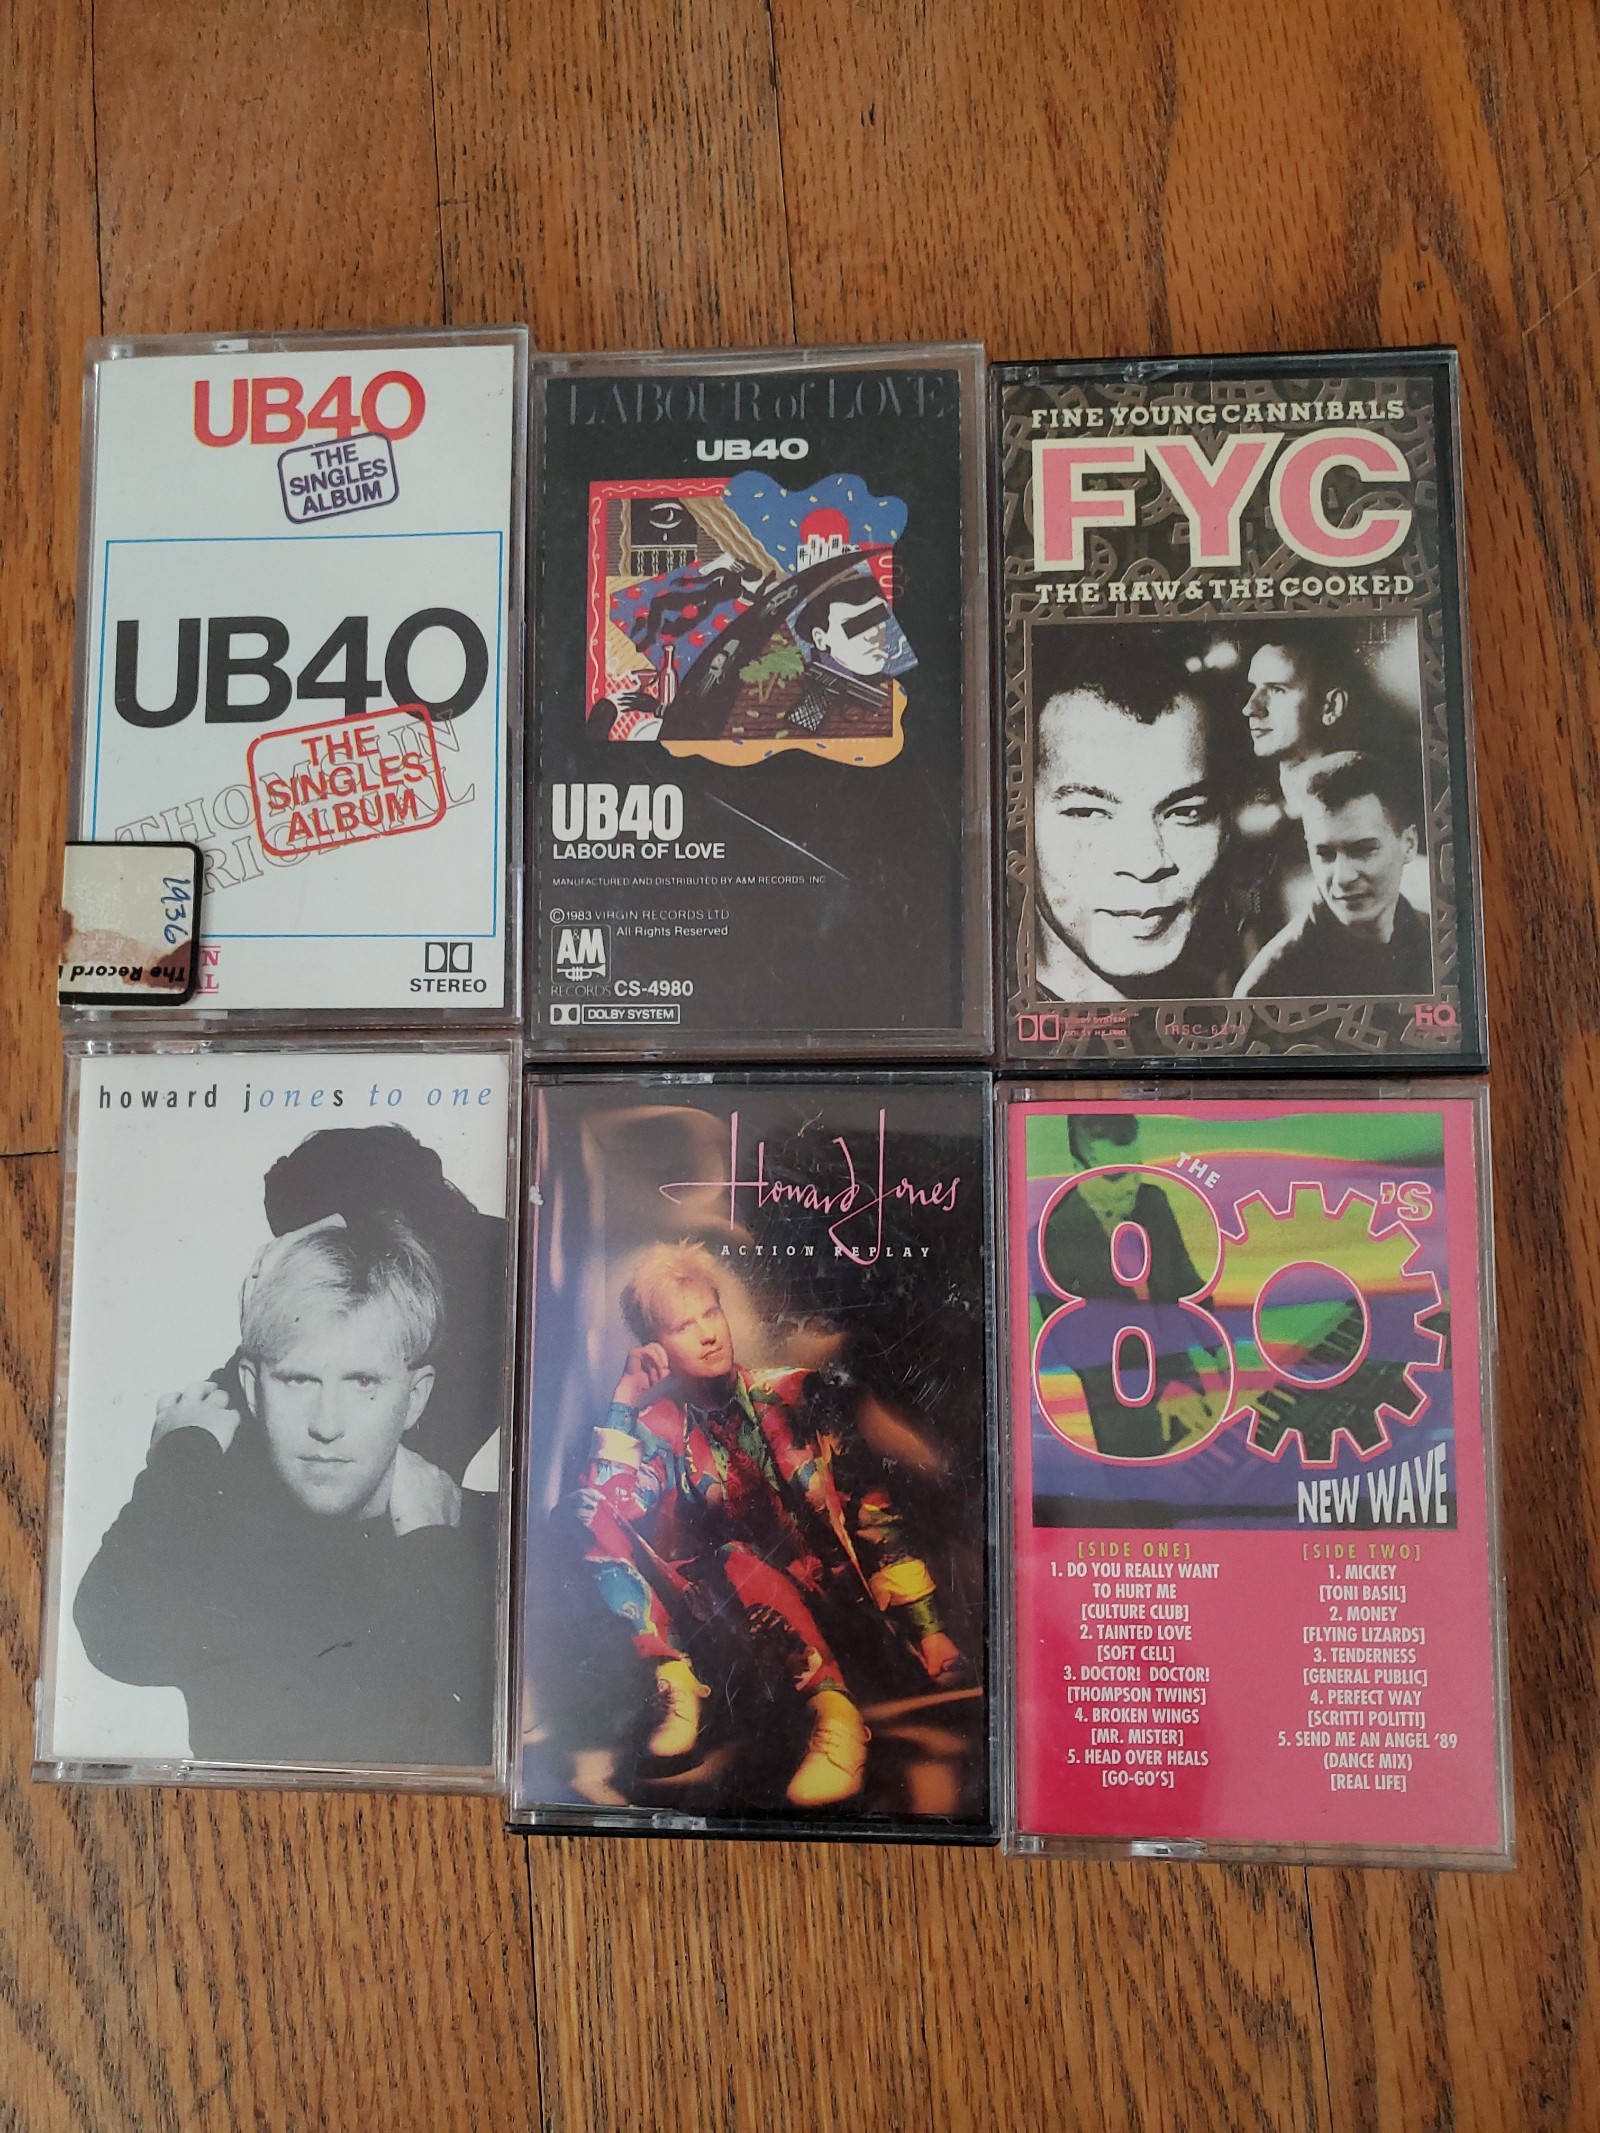 UB40
THE
SINGLES
ALBUM
UB40
THE
SINGLES
ALBUM
1936
The Record
STEREO
LABOUR of LOVE
UB40
UB40
LABOUR OF LOVE
MANUFACTURED AND DISTRIBUTED BY A&M RECORDS, INC.
©1983 VIRGIN RECORDS LTD
All Rights Reserved
A&M
RECORDS CS-4980
DOLBY SYSTEM
FINE YOUNG CANNIBALS
FYC
THE RAW & THE COOKED
DOLBY SYSTEM
DOLBY HX PRO
HQ
howard jones to one
Howard Jones
ACTION REPLAY
THE
80's
NEW WAVE
[SIDE ONE]
1. DO YOU REALLY WANT
TO HURT ME
[CULTURE CLUB]
2. TAINTED LOVE
[SOFT CELL]
3. DOCTOR! DOCTOR!
[THOMPSON TWINS]
4. BROKEN WINGS
[MR. MISTER]
5. HEAD OVER HEALS
[GO-GO'S]
[SIDE TWO]
1. MICKEY
[TONI BASIL]
2. MONEY
[FLYING LIZARDS]
3. TENDERNESS
[GENERAL PUBLIC]
4. PERFECT WAY
[SCRITTI POLITTI]
5. SEND ME AN ANGEL '89
(DANCE MIX)
[REAL LIFE]